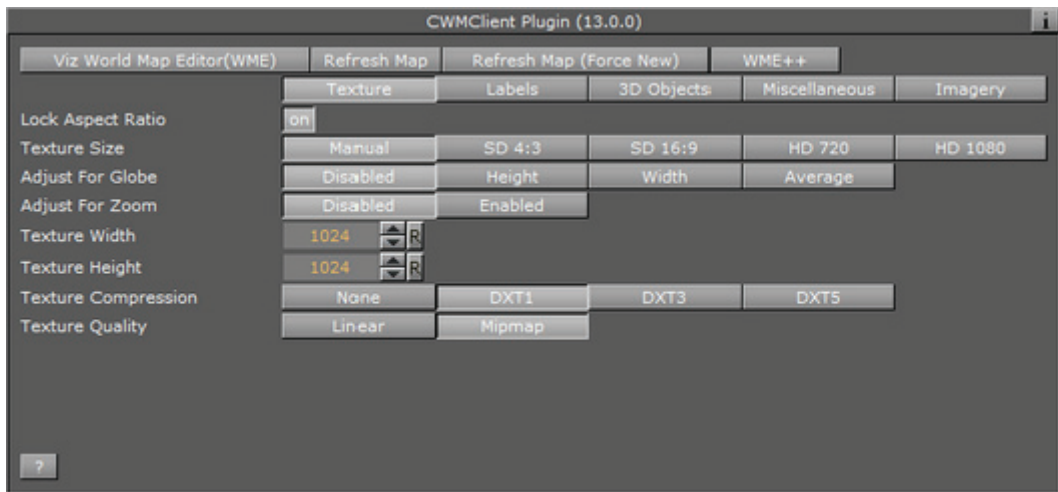 CWMClient Plugin (13.0.0) i
Viz World Map Editor(WME) Refresh Map Refresh Map (Force New) WME++
Texture Labels 3D Objects Miscellaneous Imagery
Lock Aspect Ratio on
Texture Size Manual SD 4:3 SD 16:9 HD 720 HD 1080
Adjust For Globe Disabled Height Width Average
Adjust For Zoom Disabled Enabled
Texture Width 1024 R
Texture Height 1024 R
Texture Compression None DXT1 DXT3 DXT5
Texture Quality Linear Mipmap
?